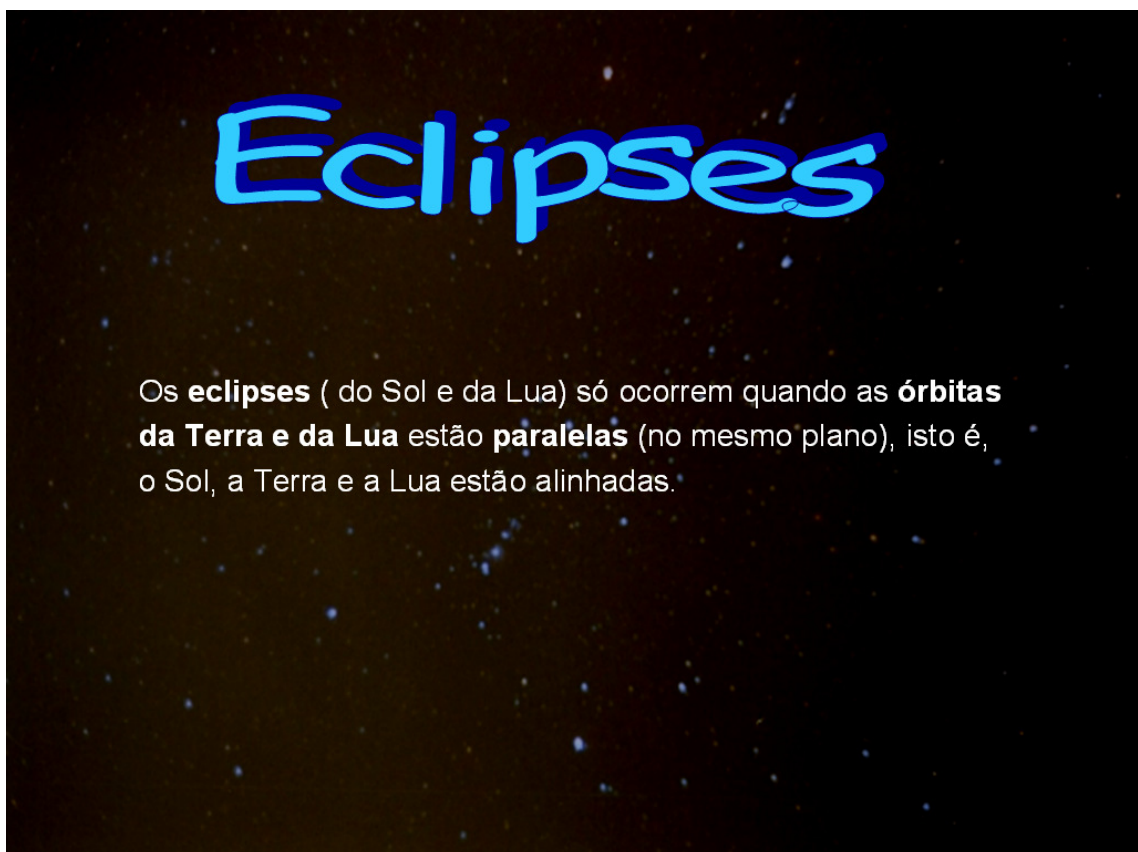 Eclipses
Os eclipses ( do Sol e da Lua) só ocorrem quando as órbitas
da Terra e da Lua estão paralelas (no mesmo plano), isto é,
o Sol, a Terra e a Lua estão alinhadas.